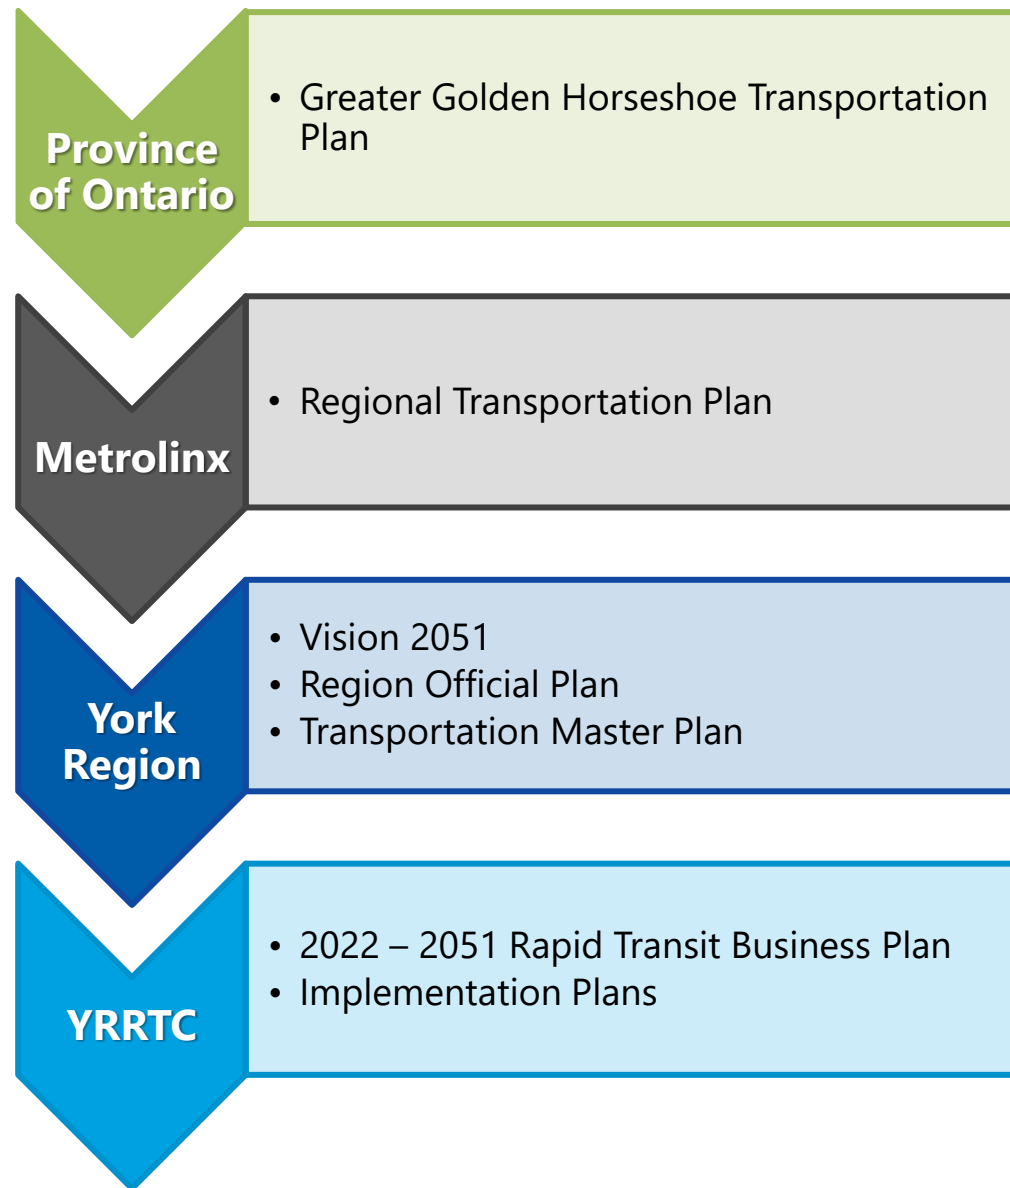 Province
of Ontario
• Greater Golden Horseshoe Transportation
Plan
Metrolinx
• Regional Transportation Plan
York
Region
• Vision 2051
• Region Official Plan
• Transportation Master Plan
YRRTC
• 2022 – 2051 Rapid Transit Business Plan
• Implementation Plans